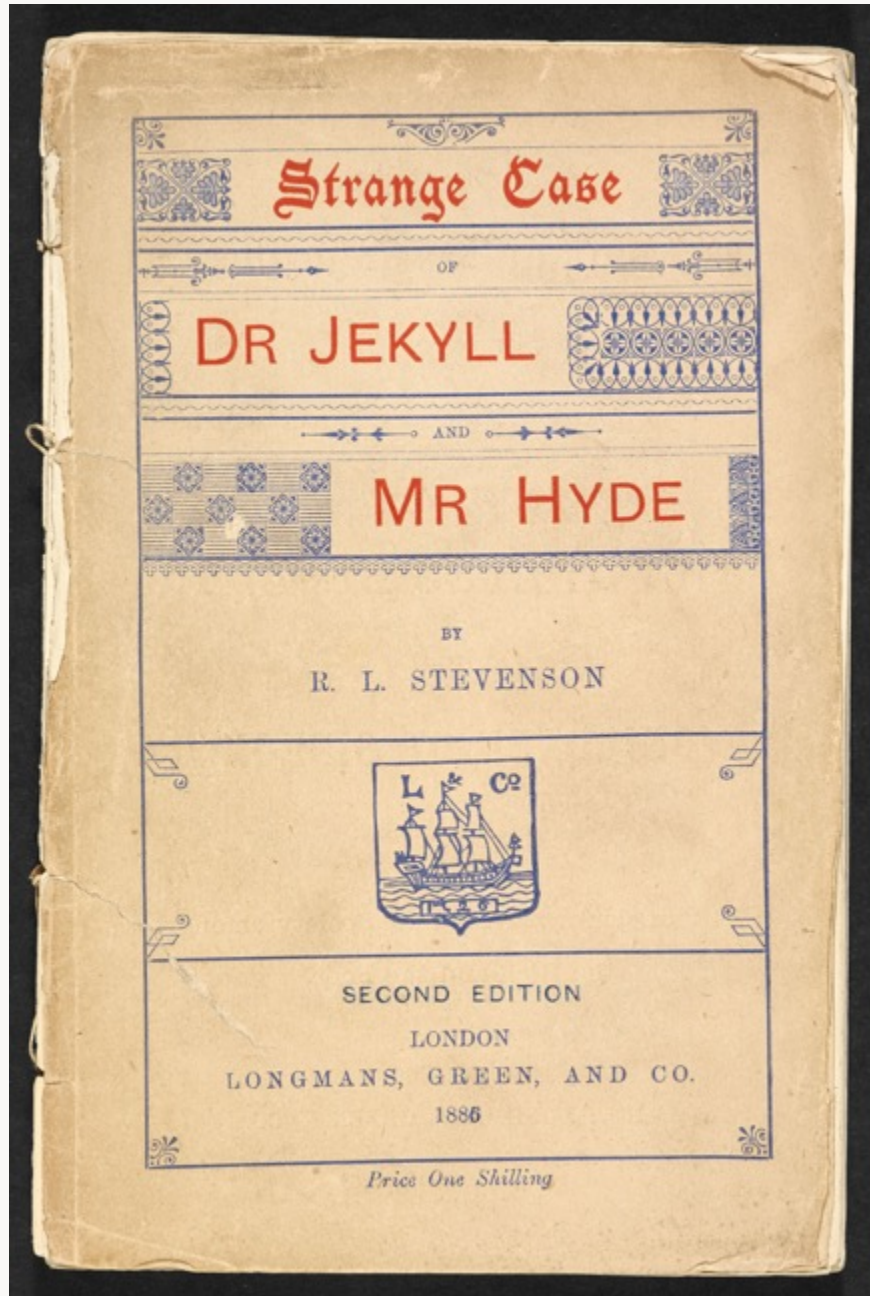 Strange Case
OF
DR JEKYLL
AND
MR HYDE
BY
R. L. STEVENSON
L & Co
1726
SECOND EDITION
LONDON
LONGMANS, GREEN, AND CO.
1886
Price One Shilling